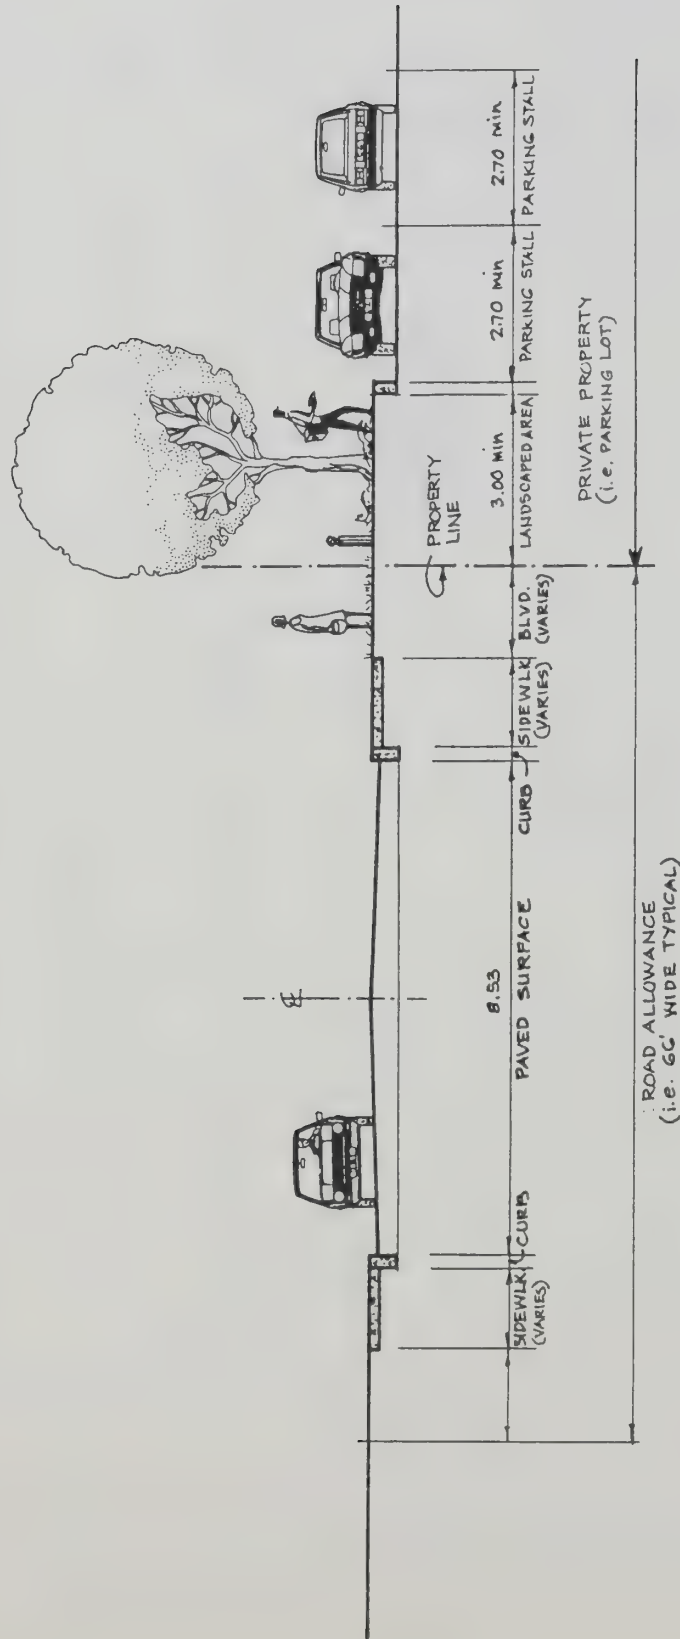 2.70 min
PARKING STALL
2.70 min
PARKING STALL
3.00 min
LANDSCAPED AREA
PROPERTY
LINE
PRIVATE PROPERTY
(i.e. PARKING LOT)
BLVD.
(VARIES)
SIDEWLK
(VARIES)
CURB
8.53
PAVED SURFACE
CURB
SIDEWLK
(VARIES)
ROAD ALLOWANCE
(i.e. 66' WIDE TYPICAL)